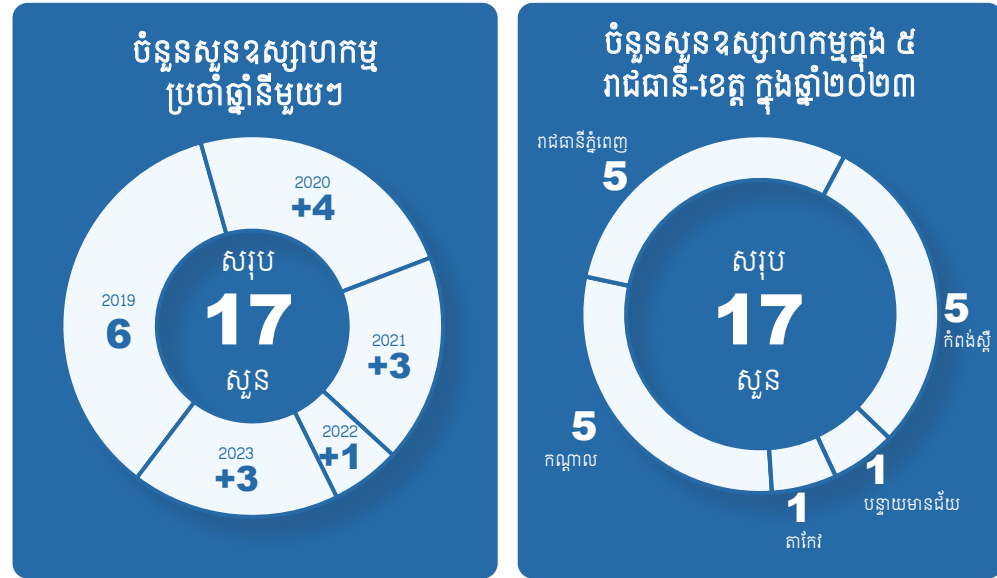 ចំនួនសួនឧស្សាហកម្ម
ប្រចាំឆ្នាំនីមួយៗ
2020
+4
2019
6
2021
+3
2022
+1
2023
+3
សរុប
17
សួន
ចំនួនសួនឧស្សាហកម្មក្នុង ៥
រាជធានី-ខេត្ត ក្នុងឆ្នាំ២០២៣
រាជធានីភ្នំពេញ
5
5
កំពង់ស្ពឺ
សរុប
17
សួន
5
កណ្តាល
1
បន្ទាយមានជ័យ
1
តាកែវ